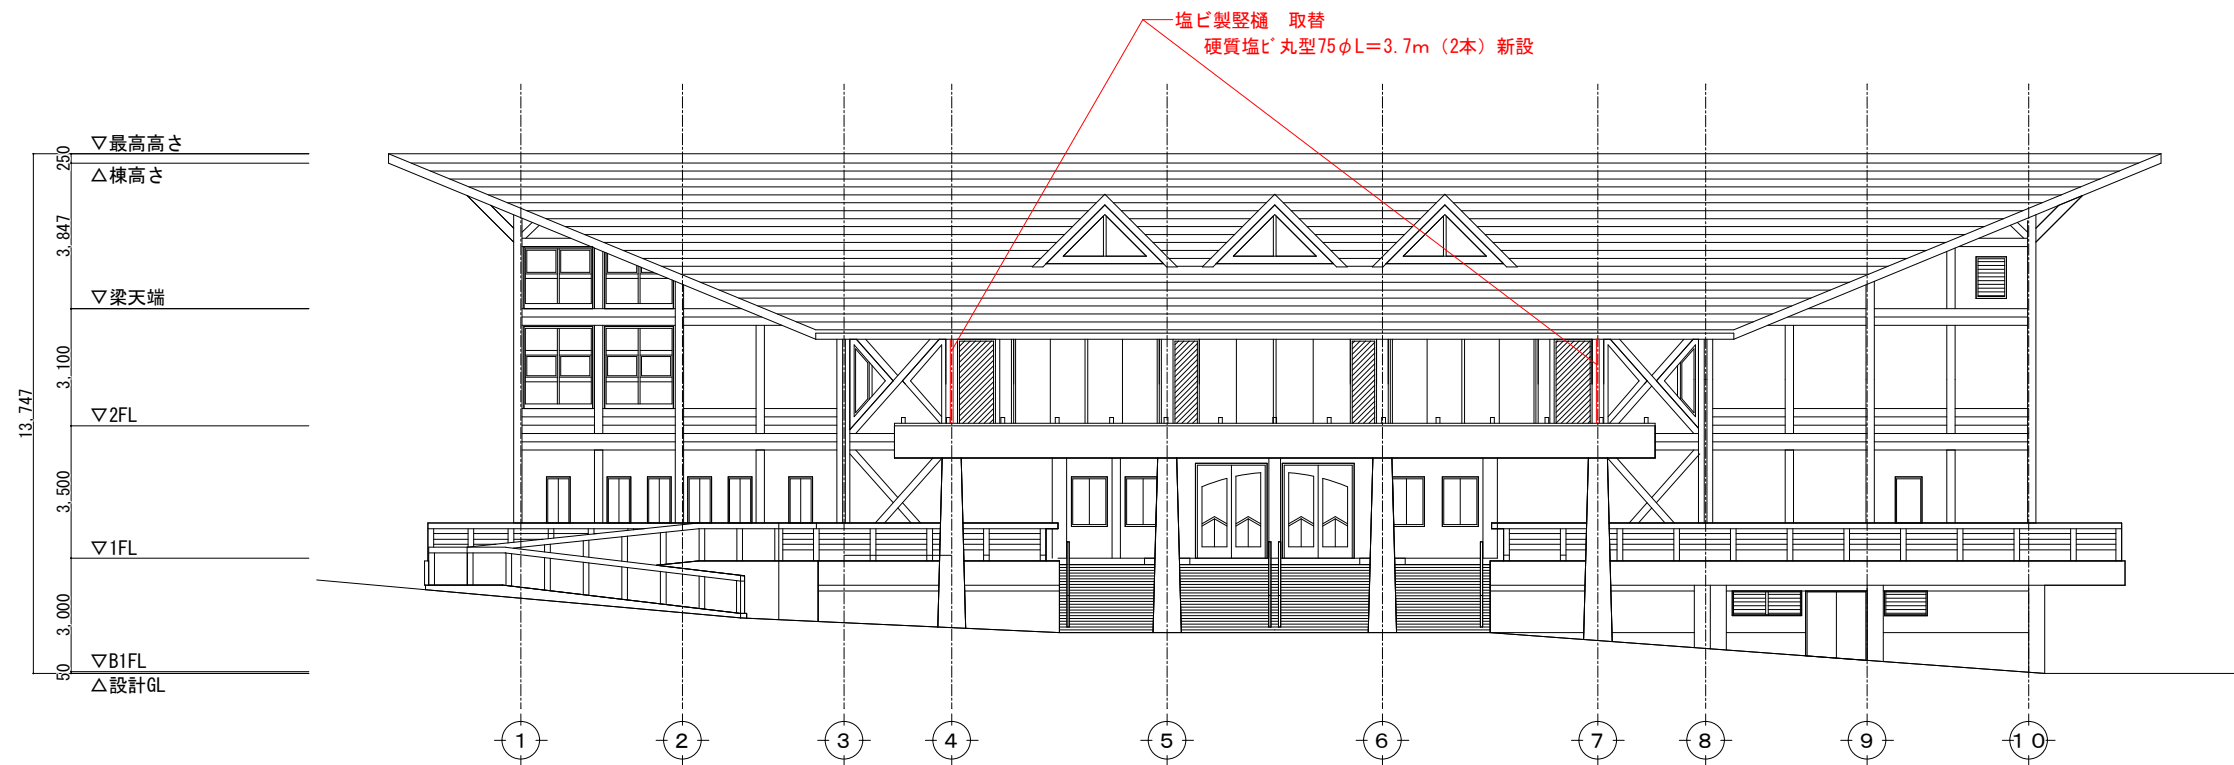 塩ビ製竪樋　取替
硬質塩ﾋﾞ丸型75φL＝3.7m（2本）新設
▽最高高さ
250
△棟高さ
3,847
▽梁天端
3,100
13.747
▽2FL
3,500
▽1FL
3,000
▽B1FL
50
△設計GL
1 2 3 4 5 6 7 8 9 10